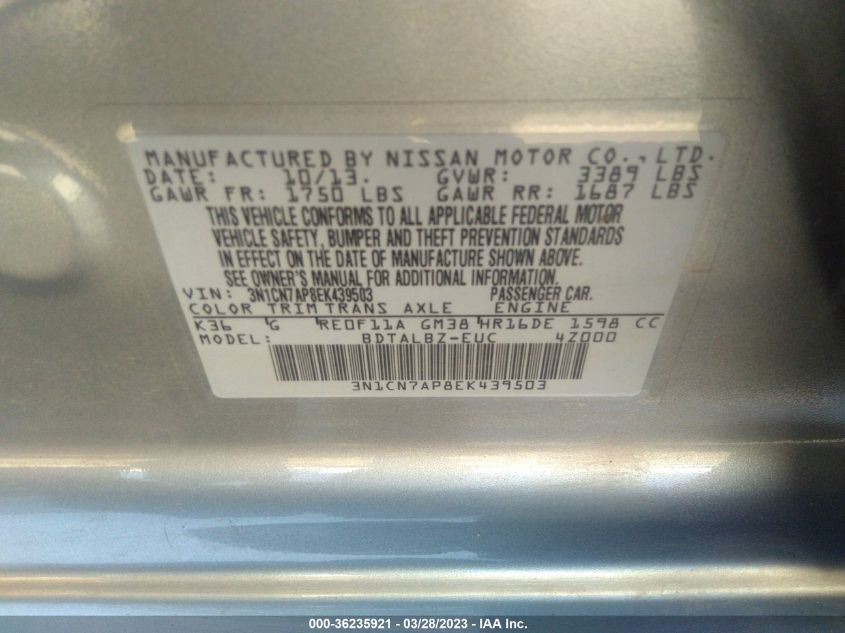 MANUFACTURED BY NISSAN MOTOR CO., LTD.
DATE: 10/13. GVWR: 3389 LBS
GAWR FR: 1750 LBS GAWR RR: 1687 LBS
THIS VEHICLE CONFORMS TO ALL APPLICABLE FEDERAL MOTOR
VEHICLE SAFETY, BUMPER AND THEFT PREVENTION STANDARDS
IN EFFECT ON THE DATE OF MANUFACTURE SHOWN ABOVE.
SEE OWNER'S MANUAL FOR ADDITIONAL INFORMATION.
VIN: 3N1CN7AP8EK439503 PASSENGER CAR.
COLOR TRIM TRANS AXLE ENGINE
K36 G RE0F11A GM38 HR16DE 1598 CC
MODEL: BDTALBZ-EUC 4Z000
3N1CN7AP8EK439503
000-36235921 - 03/28/2023 - IAA Inc.